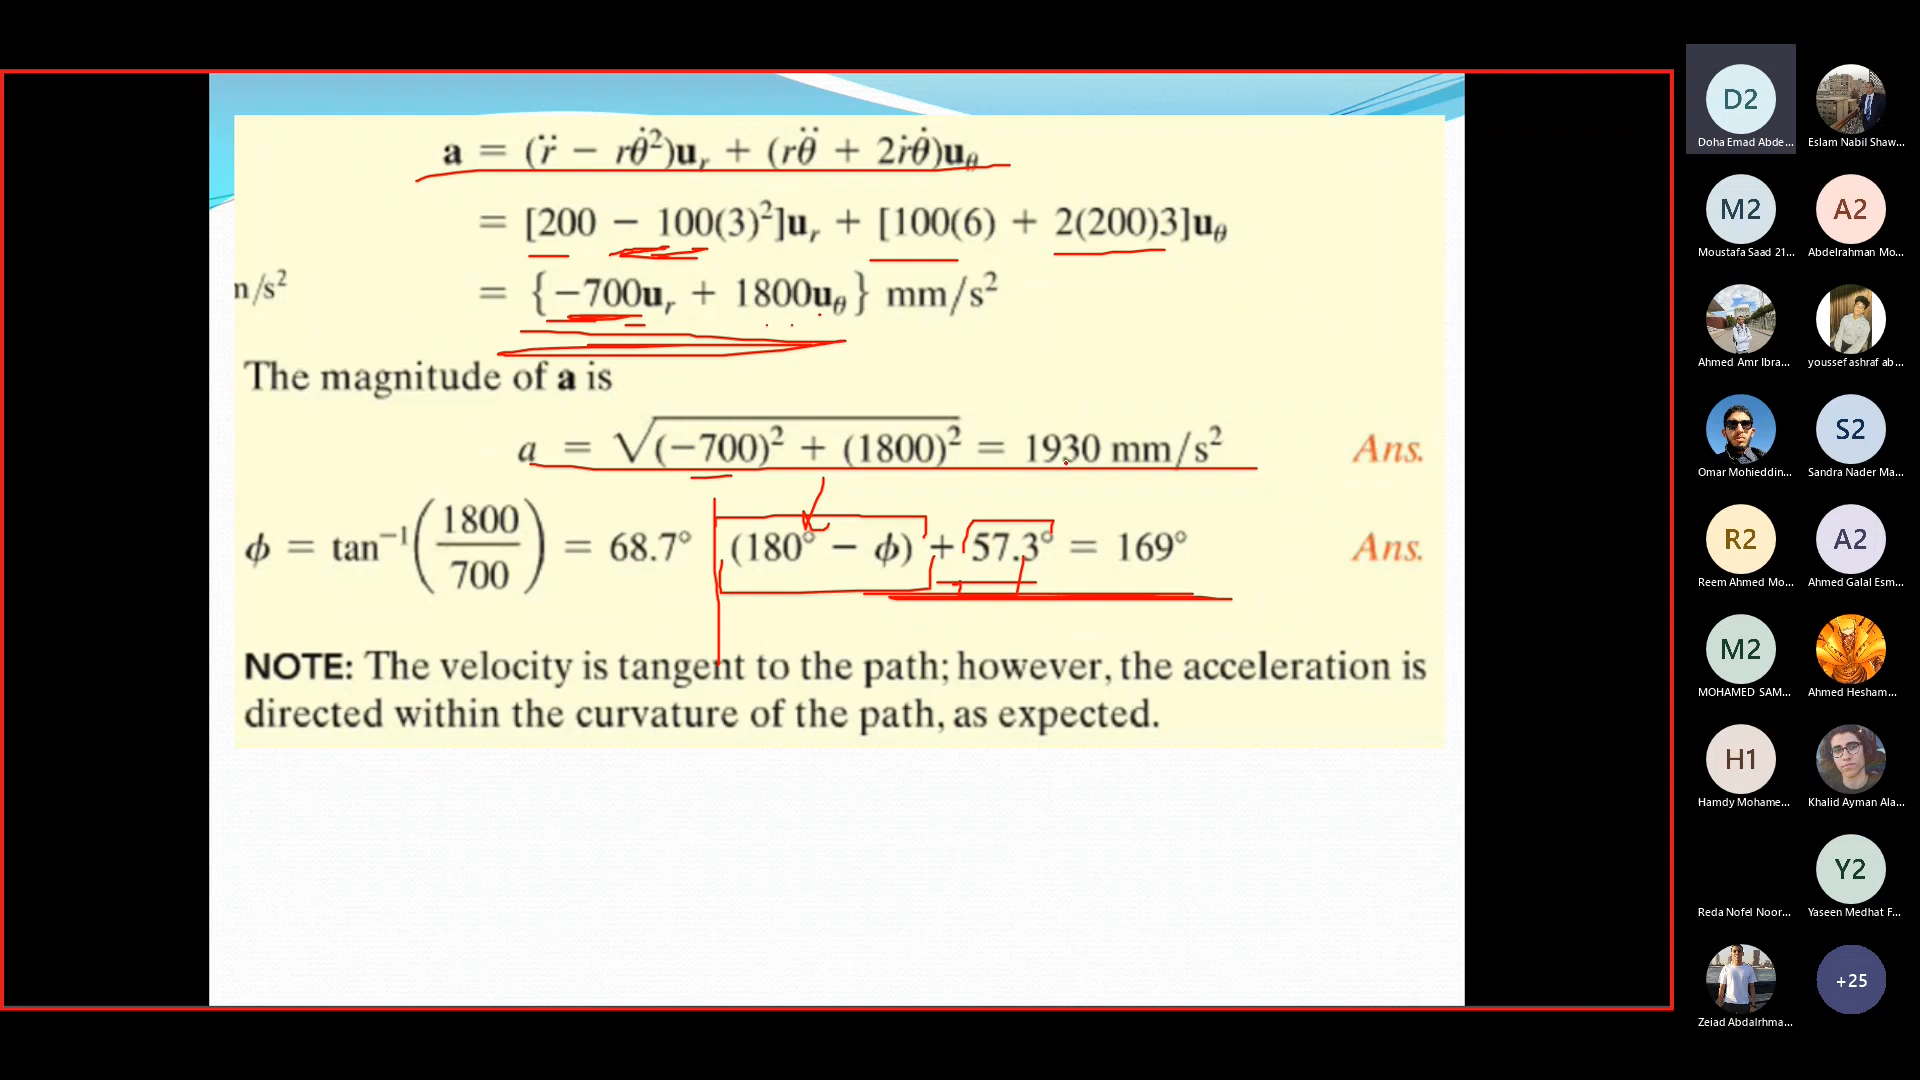 a = (r̈ − rθ̇²)u_r + (rθ̈ + 2ṙθ̇)u_θ
= [200 − 100(3)²]u_r + [100(6) + 2(200)3]u_θ
n/s²
= {−700u_r + 1800u_θ} mm/s²
The magnitude of a is
a = √(−700)² + (1800)² = 1930 mm/s² Ans.
ϕ = tan⁻¹(1800/700) = 68.7° (180° − ϕ) + 57.3° = 169° Ans.
NOTE: The velocity is tangent to the path; however, the acceleration is
directed within the curvature of the path, as expected.
D2
Doha Emad Abde...
Eslam Nabil Shaw...
M2
A2
Moustafa Saad 21...
Abdelrahman Mo...
Ahmed Amr Ibra...
youssef ashraf ab...
S2
Omar Mohieddin...
Sandra Nader Ma...
R2
A2
Reem Ahmed Mo...
Ahmed Galal Esm...
M2
MOHAMED SAM...
Ahmed Hesham...
H1
Hamdy Mohame...
Khalid Ayman Ala...
Y2
Reda Nofel Noor...
Yaseen Medhat F...
+25
Zeiad Abdalrhma...